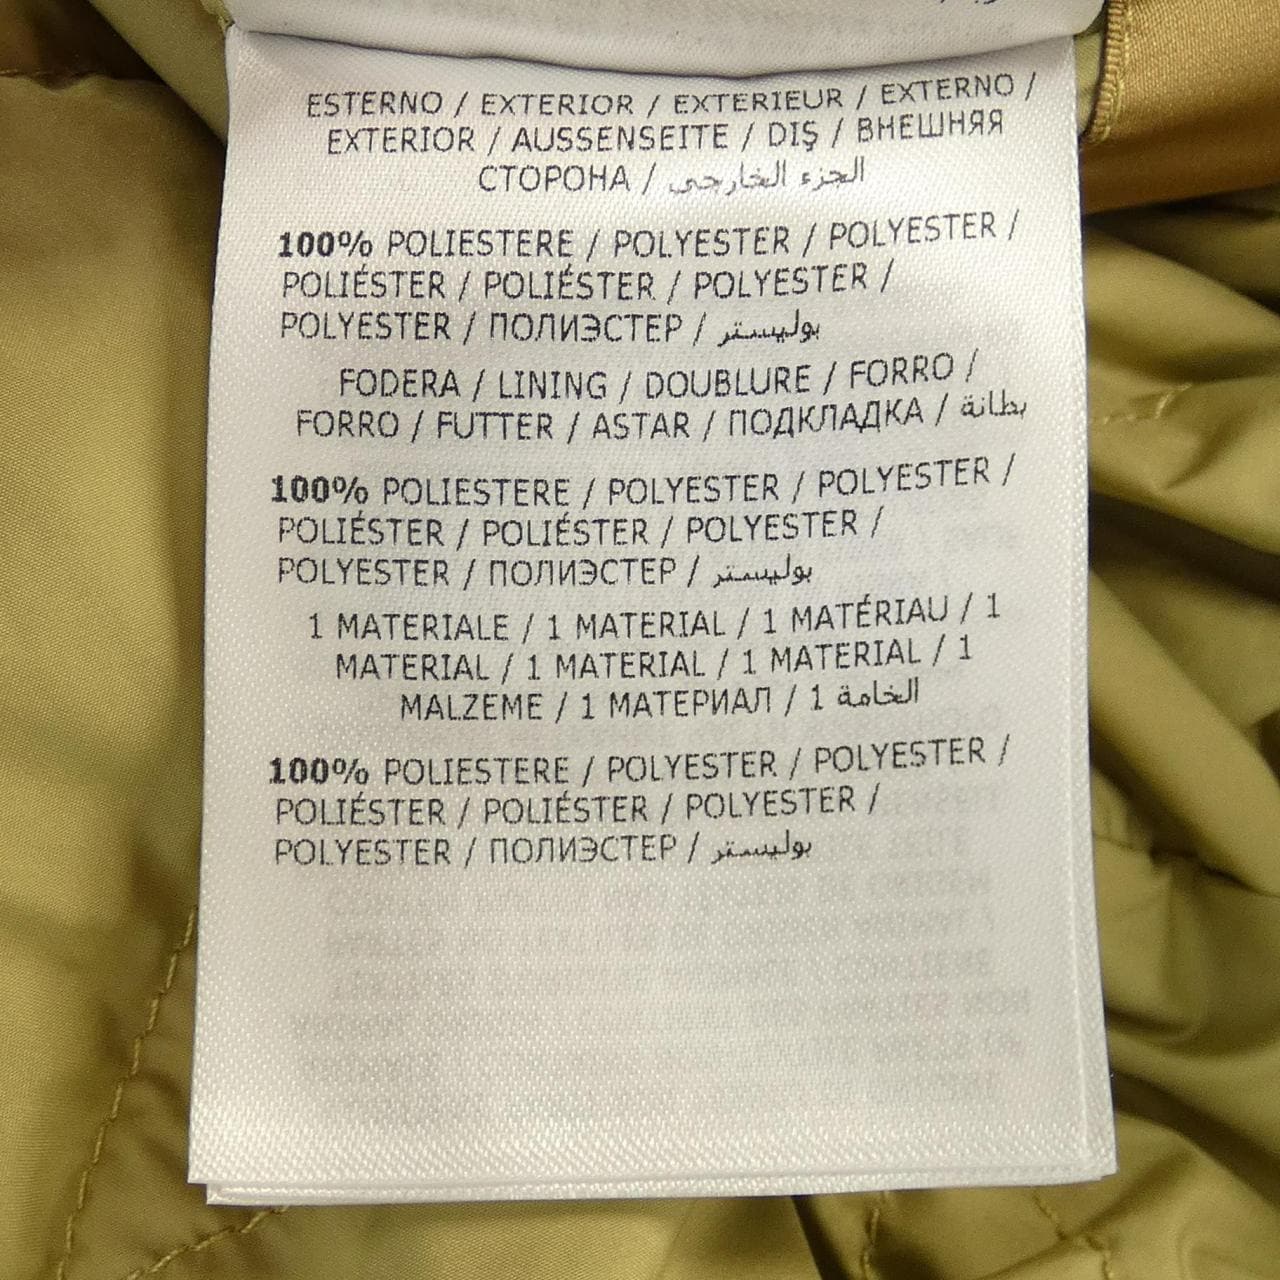 ESTERNO / EXTERIOR / EXTERIEUR / EXTERNO /
EXTERIOR / AUSSENSEITE / DIŞ / ВНЕШНЯЯ
СТОРОНА / الجزء الخارجي
100% POLIESTERE / POLYESTER / POLYESTER /
POLIÉSTER / POLIÉSTER / POLYESTER /
POLYESTER / ПОЛИЭСТЕР / بوليستر
FODERA / LINING / DOUBLURE / FORRO /
FORRO / FUTTER / ASTAR / ПОДКЛАДКА / بطانة
100% POLIESTERE / POLYESTER / POLYESTER /
POLIÉSTER / POLIÉSTER / POLYESTER /
POLYESTER / ПОЛИЭСТЕР / بوليستر
1 MATERIALE / 1 MATERIAL / 1 MATÉRIAU / 1
MATERIAL / 1 MATERIAL / 1 MATERIAL / 1
MALZEME / 1 МАТЕРИАЛ / 1 الخامة
100% POLIESTERE / POLYESTER / POLYESTER /
POLIÉSTER / POLIÉSTER / POLYESTER /
POLYESTER / ПОЛИЭСТЕР / بوليستر